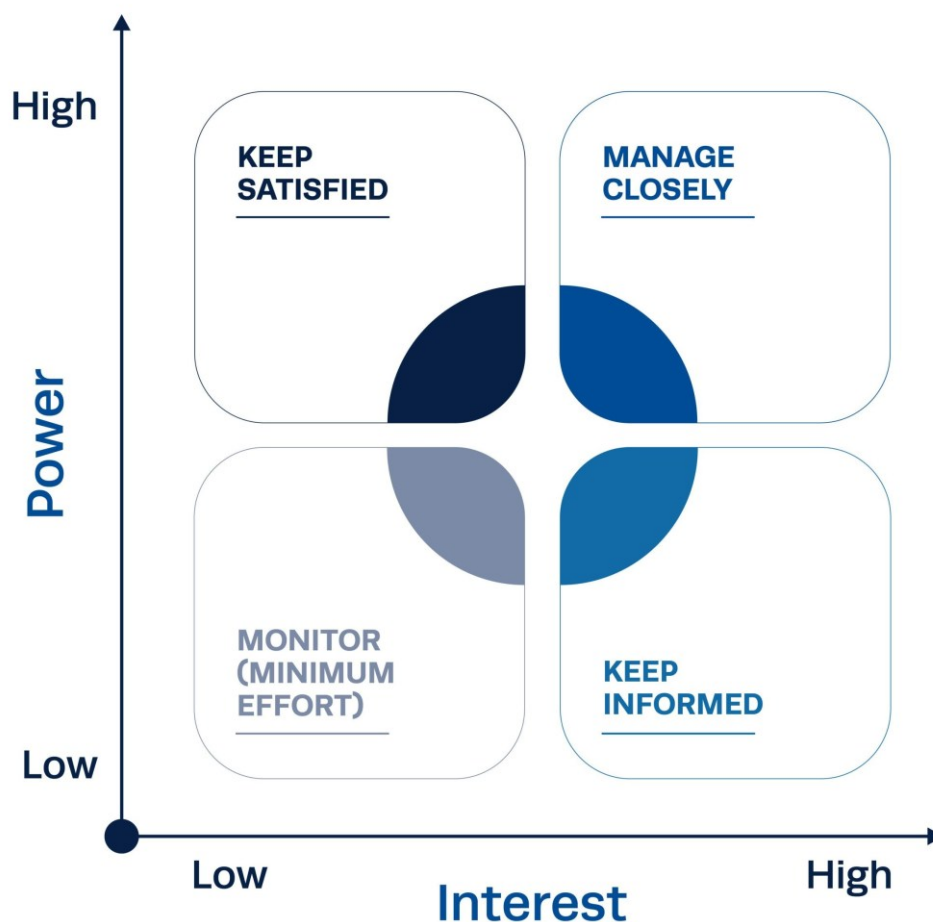 High
KEEP
SATISFIED
MANAGE
CLOSELY
Power
MONITOR
(MINIMUM
EFFORT)
KEEP
INFORMED
Low
Low
High
Interest